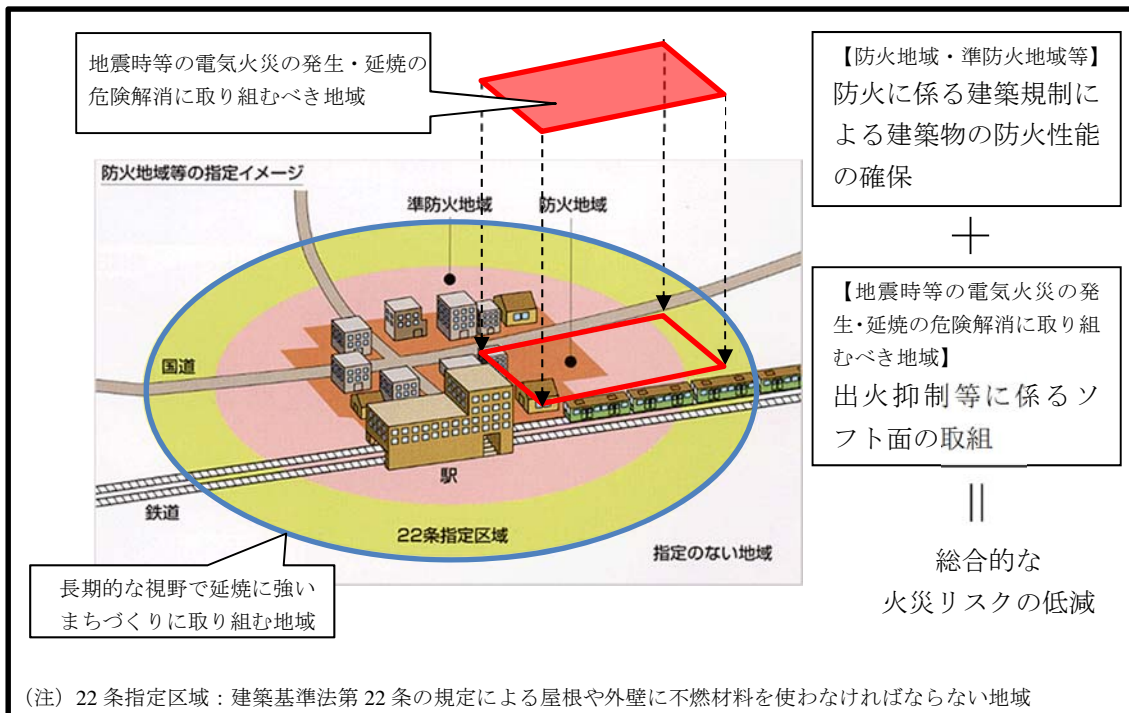 地震時等の電気火災の発生・延焼の
危険解消に取り組むべき地域
防火地域等の指定イメージ
準防火地域
防火地域
国道
駅
鉄道
22条指定区域
指定のない地域
長期的な視野で延焼に強い
まちづくりに取り組む地域
【防火地域・準防火地域等】
防火に係る建築規制に
よる建築物の防火性能
の確保
＋
【地震時等の電気火災の発
生・延焼の危険解消に取り組
むべき地域】
出火抑制等に係るソ
フト面の取組
＝
総合的な
火災リスクの低減
（注）22 条指定区域：建築基準法第 22 条の規定による屋根や外壁に不燃材料を使わなければならない地域